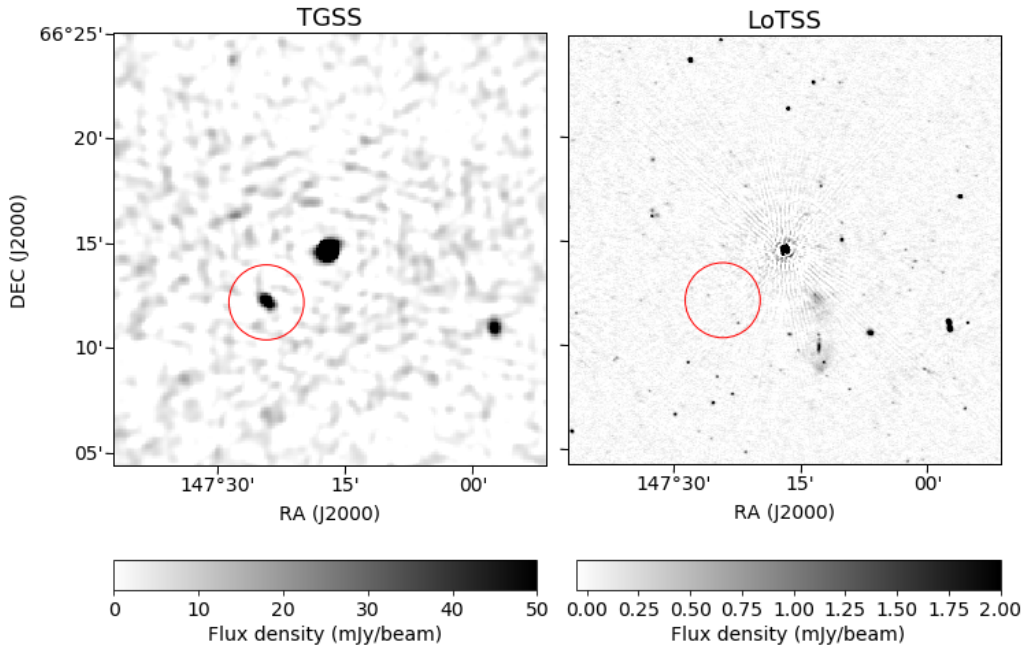 TGSS
LoTSS
66°25'
20'
15'
10'
05'
DEC (J2000)
147°30' 15' 00'
147°30' 15' 00'
RA (J2000)
RA (J2000)
0 10 20 30 40 50
0.00 0.25 0.50 0.75 1.00 1.25 1.50 1.75 2.00
Flux density (mJy/beam)
Flux density (mJy/beam)